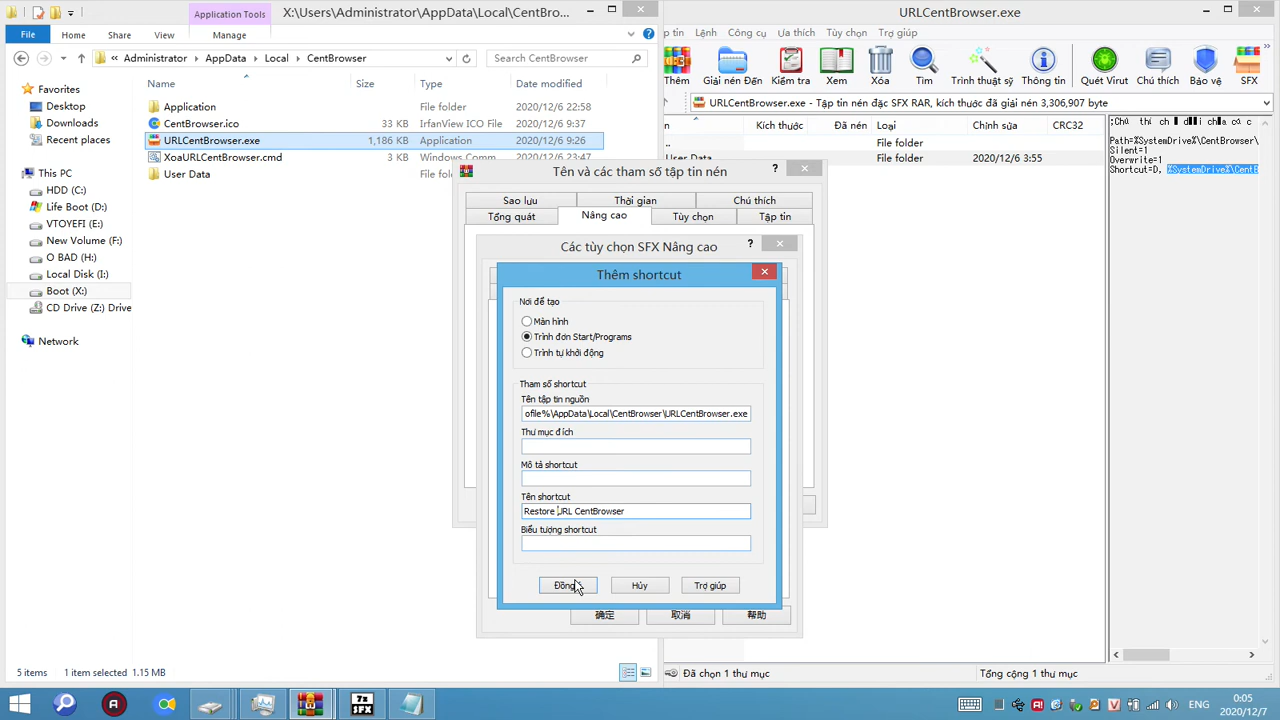 Application Tools
X:\Users\Administrator\AppData\Local\CentBro...
URLCentBrowser.exe
File
Home
Share
View
Manage
Lệnh
Công cụ
Ưa thích
Tùy chọn
Trợ giúp
Thêm
Giải nén Đến
Kiểm tra
Xem
Xóa
Tìm
Trình thuật sỹ
Thông tin
Quét Virut
Chú thích
Bảo vệ
SFX
Administrator
AppData
Local
CentBrowser
Search CentBrowser
URLCentBrowser.exe - Tập tin nén đặc SFX RAR, kích thước đã giải nén 3,306,907 byte
Name
Size
Type
Date modified
Favorites
Desktop
Downloads
Recent places
This PC
HDD (C:)
Life Boot (D:)
VTOYEFI (E:)
New Volume (F:)
O BAD (H:)
Local Disk (I:)
Boot (X:)
CD Drive (Z:) Drive
Network
Application
File folder
2020/12/6 22:58
CentBrowser.ico
33 KB
IrfanView ICO File
2020/12/6 9:37
URLCentBrowser.exe
1,186 KB
Application
2020/12/6 9:26
XoaURLCentBrowser.cmd
3 KB
Windows Comm...
2020/12/6 23:47
User Data
File fol
Kích thước
Đã nén
Loại
Chỉnh sửa
CRC32
..
File folder
User Data
File folder
2020/12/6 3:55
Path=%SystemDrive%\CentBrowser\
Silent=1
Overwrite=1
Shortcut=D, %SystemDrive%\CentB
Tên và các tham số tập tin nén
Sao lưu
Thời gian
Chú thích
Tổng quát
Nâng cao
Tùy chọn
Tập tin
Các tùy chọn SFX Nâng cao
Thêm shortcut
Nơi để tạo
Màn hình
Trình đơn Start/Programs
Trình tự khởi động
Tham số shortcut
Tên tập tin nguồn
ofile%\AppData\Local\CentBrowser\URLCentBrowser.exe
Thư mục đích
Mô tả shortcut
Tên shortcut
Restore URL CentBrowser
Biểu tượng shortcut
Đồng
Hủy
Trợ giúp
确定
取消
帮助
5 items
1 item selected 1.15 MB
Đã chọn 1 thư mục
Tổng cộng 1 thư mục
7z
SFX
ENG
0:05
2020/12/7